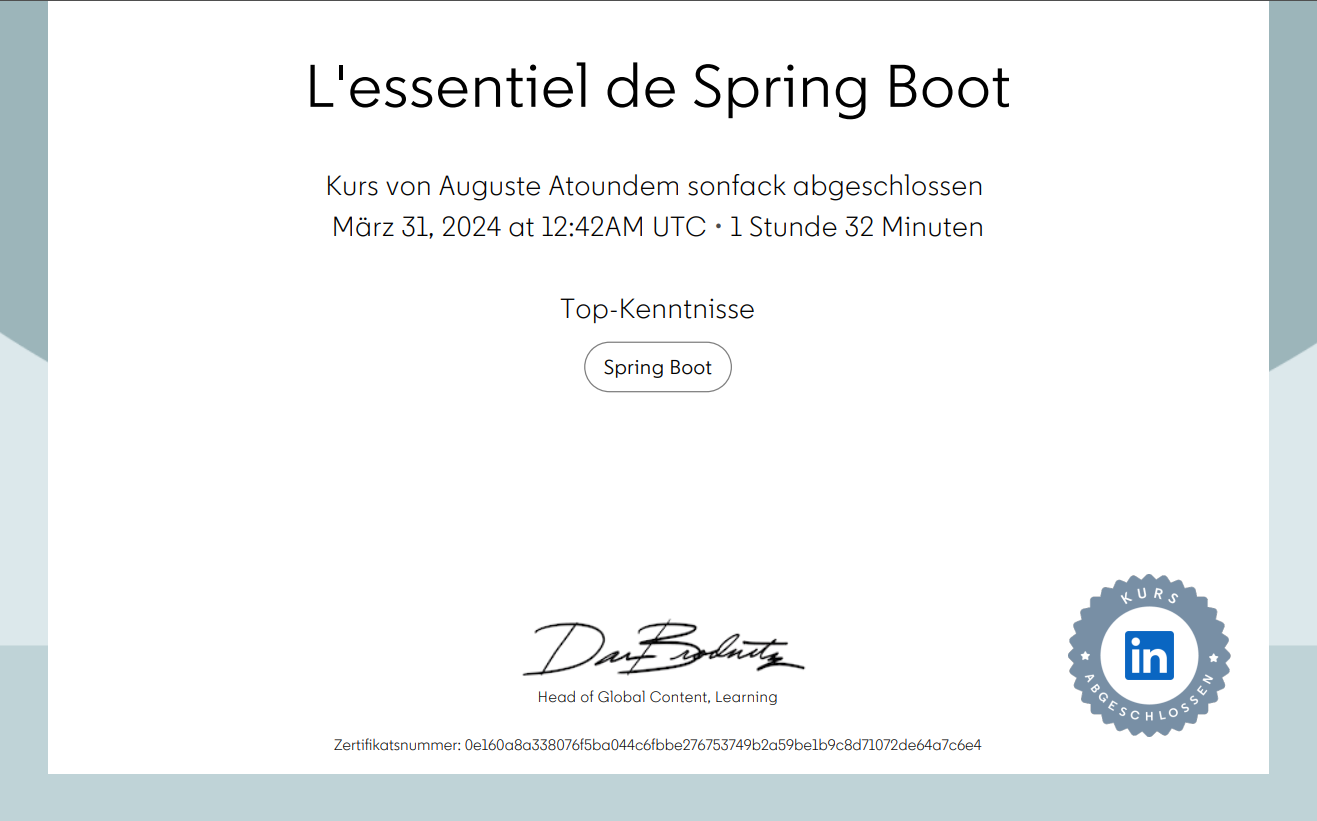 L'essentiel de Spring Boot
Kurs von Auguste Atoundem sonfack abgeschlossen
März 31, 2024 at 12:42AM UTC • 1 Stunde 32 Minuten
Top-Kenntnisse
Spring Boot
KURS
in
ABGESCHLOSSEN
Dan Brodnitz
Head of Global Content, Learning
Zertifikatsnummer: 0e160a8a338076f5ba044c6fbbe276753749b2a59be1b9c8d71072de64a7c6e4